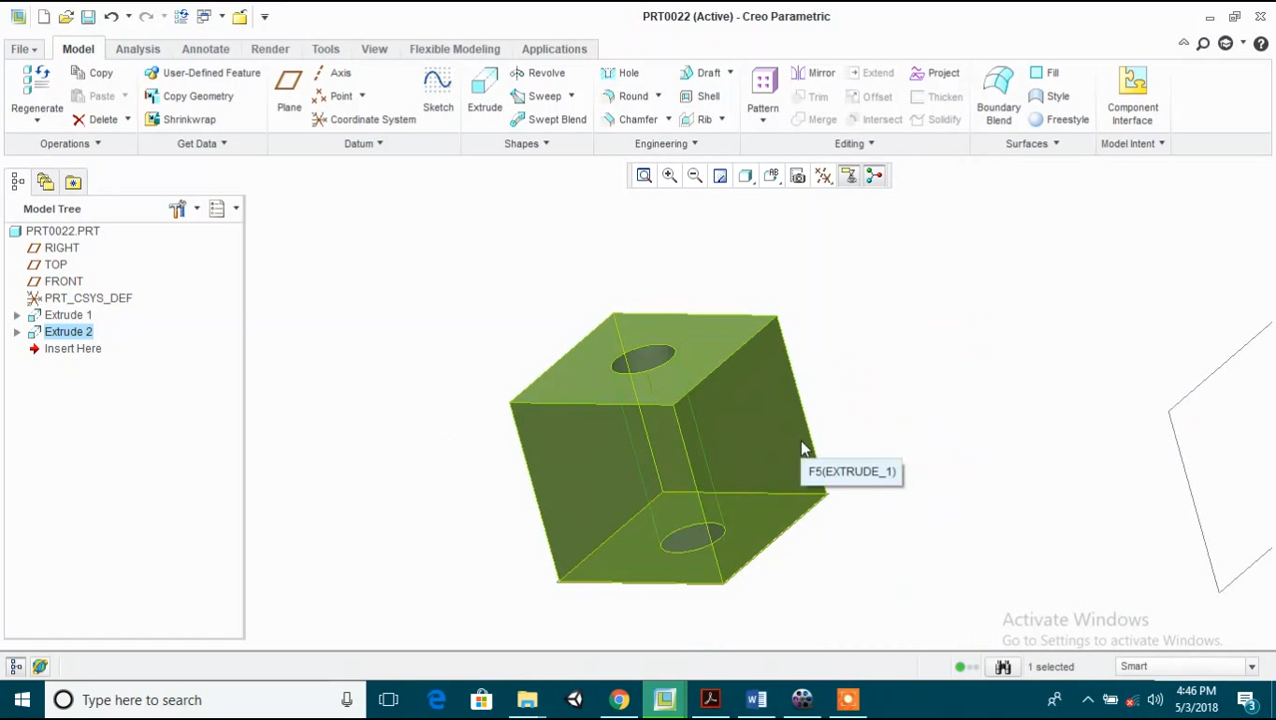 PRT0022 (Active) - Creo Parametric
File Model Analysis Annotate Render Tools View Flexible Modeling Applications
Regenerate
Copy
Paste
Delete
Operations
User-Defined Feature
Copy Geometry
Shrinkwrap
Get Data
Plane
Axis
Point
Coordinate System
Sketch
Datum
Extrude
Revolve
Sweep
Swept Blend
Shapes
Hole
Round
Chamfer
Draft
Shell
Rib
Engineering
Pattern
Mirror
Trim
Merge
Extend
Offset
Intersect
Project
Thicken
Solidify
Editing
Boundary
Blend
Fill
Style
Freestyle
Surfaces
Component
Interface
Model Intent
Model Tree
PRT0022.PRT
RIGHT
TOP
FRONT
PRT_CSYS_DEF
Extrude 1
Extrude 2
Insert Here
F5(EXTRUDE_1)
Activate Windows
Go to Settings to activate Windows.
1 selected
Smart
Type here to search
4:46 PM
5/3/2018
3